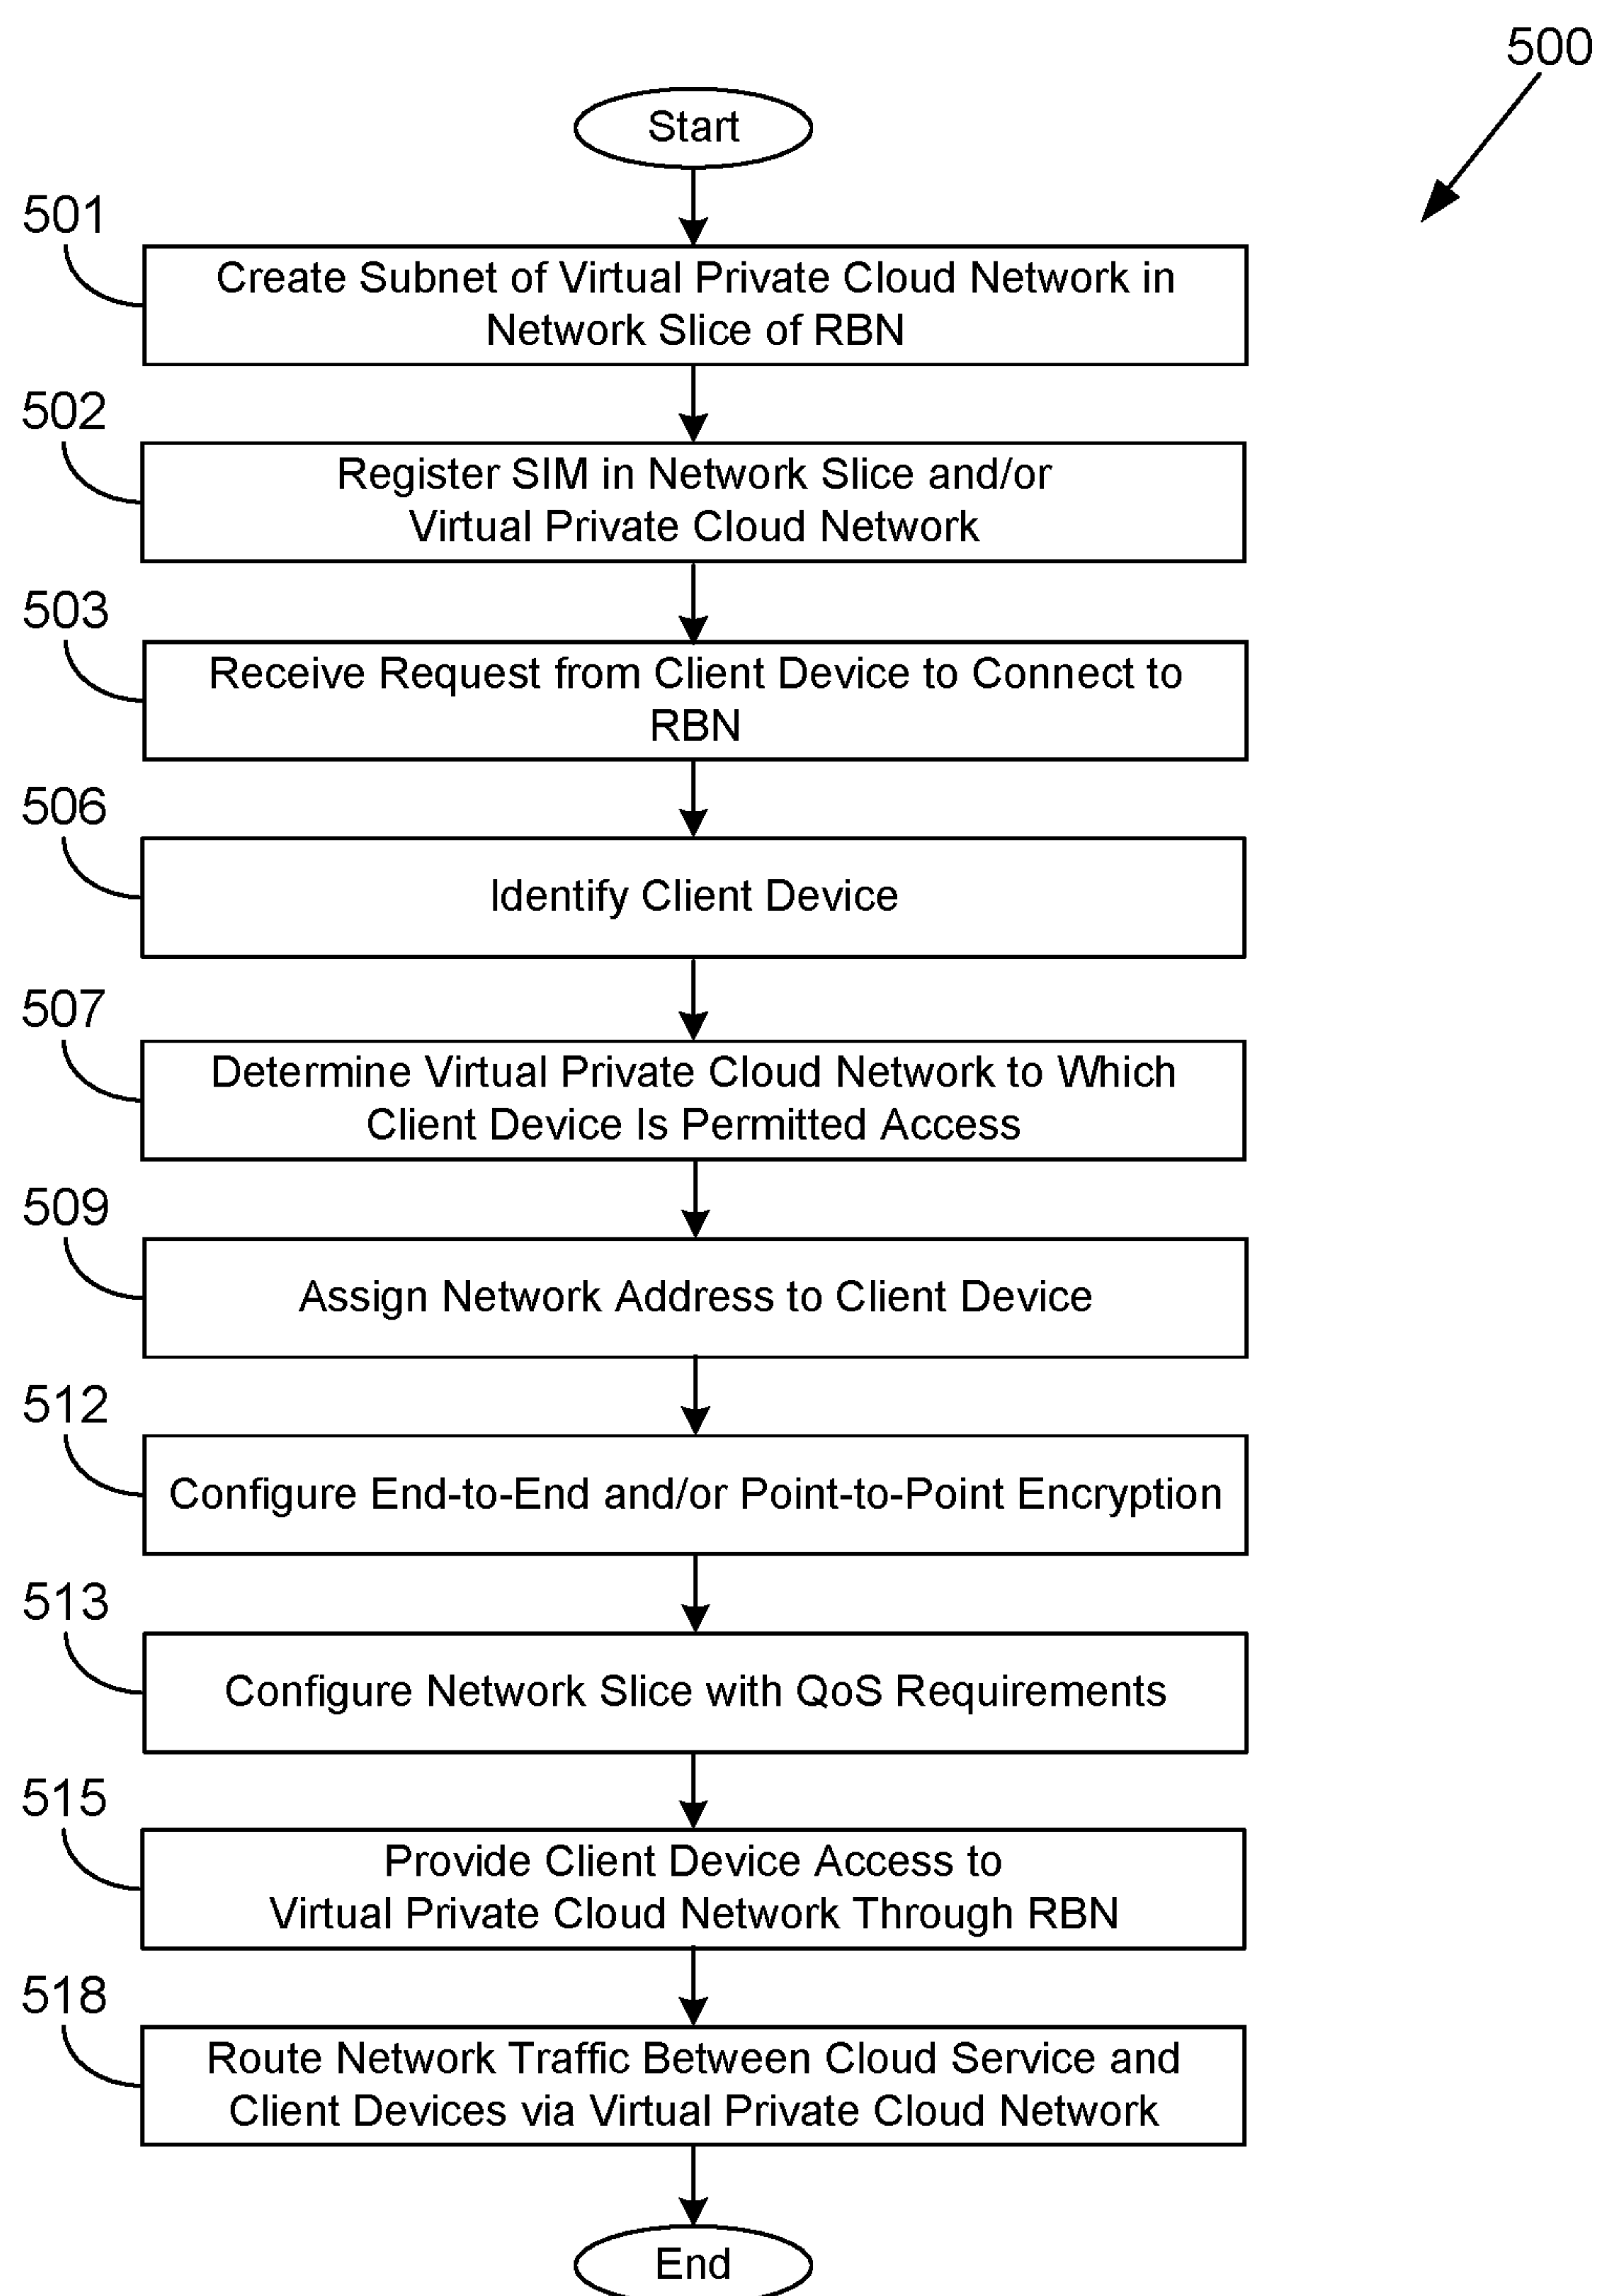 500
Start
501
Create Subnet of Virtual Private Cloud Network in
Network Slice of RBN
502
Register SIM in Network Slice and/or
Virtual Private Cloud Network
503
Receive Request from Client Device to Connect to
RBN
506
Identify Client Device
507
Determine Virtual Private Cloud Network to Which
Client Device Is Permitted Access
509
Assign Network Address to Client Device
512
Configure End-to-End and/or Point-to-Point Encryption
513
Configure Network Slice with QoS Requirements
515
Provide Client Device Access to
Virtual Private Cloud Network Through RBN
518
Route Network Traffic Between Cloud Service and
Client Devices via Virtual Private Cloud Network
End